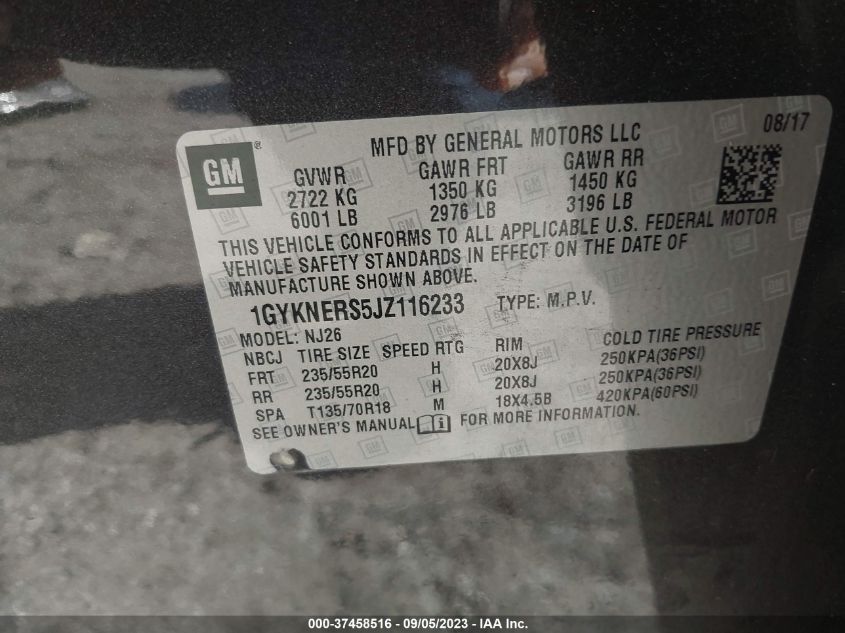 GM ®
MFD BY GENERAL MOTORS LLC 08/17
GVWR GAWR FRT GAWR RR
2722 KG 1350 KG 1450 KG
6001 LB 2976 LB 3196 LB
THIS VEHICLE CONFORMS TO ALL APPLICABLE U.S. FEDERAL MOTOR
VEHICLE SAFETY STANDARDS IN EFFECT ON THE DATE OF
MANUFACTURE SHOWN ABOVE.
1GYKNERS5JZ116233 TYPE: M.P.V.
MODEL: NJ26
NBCJ TIRE SIZE SPEED RTG RIM COLD TIRE PRESSURE
FRT 235/55R20 H 20X8J 250KPA(36PSI)
RR 235/55R20 H 20X8J 250KPA(36PSI)
SPA T135/70R18 M 18X4.5B 420KPA(60PSI)
SEE OWNER'S MANUAL FOR MORE INFORMATION.
000-37458516 - 09/05/2023 - IAA Inc.